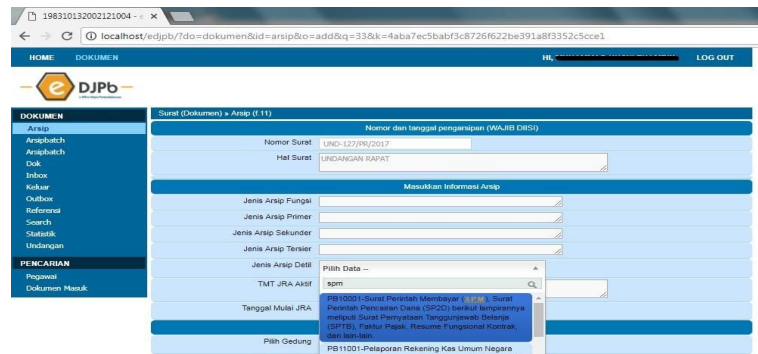 198310132002121004 - e
localhost/edjpb/?do=dokumen&id=arsip&o=add&q=33&k=4aba7ec5babf3c8726f622be391a8f3352c5cce1
HOME DOKUMEN HI, LOG OUT
e DJPb
DOKUMEN
Arsip
Arsipbatch
Arsipbatch
Dok
Inbox
Keluar
Outbox
Referensi
Search
Statistik
Undangan
PENCARIAN
Pegawai
Dokumen Masuk
Surat (Dokumen) » Arsip (f.11)
Nomor dan tanggal pengarsipan (WAJIB DIISI)
Nomor Surat UND-127/PR/2017
Hal Surat UNDANGAN RAPAT
Masukkan Informasi Arsip
Jenis Arsip Fungsi
Jenis Arsip Primer
Jenis Arsip Sekunder
Jenis Arsip Tersier
Jenis Arsip Detil Pilih Data --
TMT JRA Aktif spm
PB10001-Surat Perintah Membayar (SPM), Surat
Perintah Pencairan Dana (SP2D) berikut lampirannya
meliputi Surat Pernyataan Tanggungjawab Belanja
(SPTB), Faktur Pajak, Resume Fungsional Kontrak,
dan lain-lain.
Tanggal Mulai JRA
Pilih Gedung PB11001-Pelaporan Rekening Kas Umum Negara